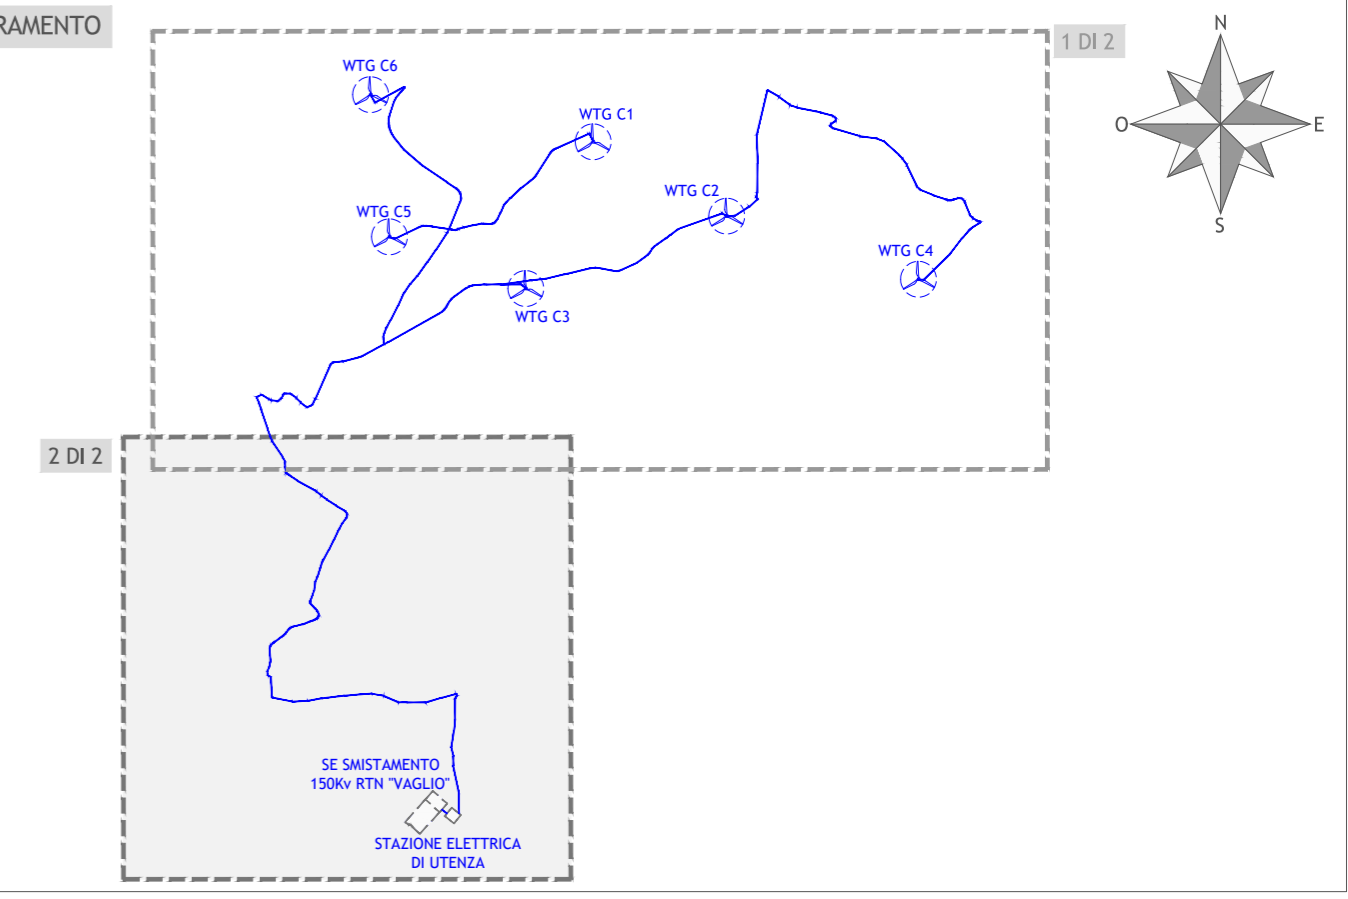 RAMENTO
1 DI 2
N
O
E
S
WTG C6
WTG C1
WTG C2
WTG C5
WTG C4
WTG C3
2 DI 2
SE SMISTAMENTO
150Kv RTN "VAGLIO"
STAZIONE ELETTRICA
DI UTENZA